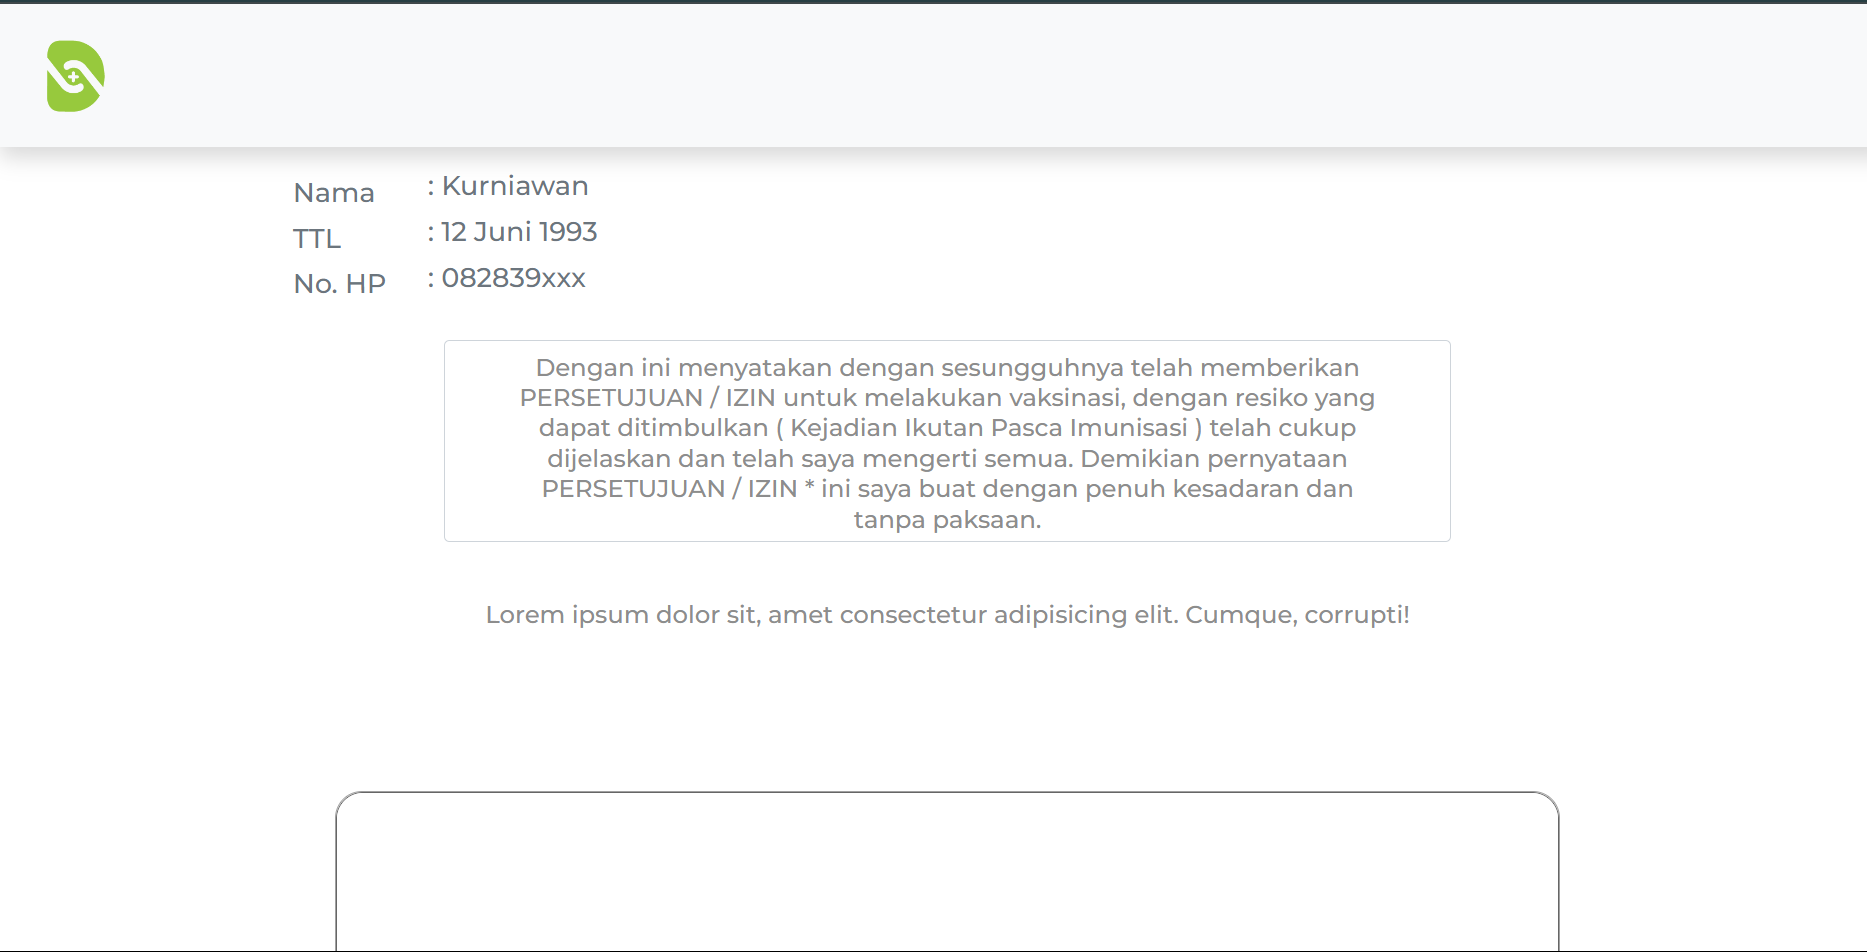 Nama : Kurniawan
TTL : 12 Juni 1993
No. HP : 082839xxx
Dengan ini menyatakan dengan sesungguhnya telah memberikan
PERSETUJUAN / IZIN untuk melakukan vaksinasi, dengan resiko yang
dapat ditimbulkan ( Kejadian Ikutan Pasca Imunisasi ) telah cukup
dijelaskan dan telah saya mengerti semua. Demikian pernyataan
PERSETUJUAN / IZIN * ini saya buat dengan penuh kesadaran dan
tanpa paksaan.
Lorem ipsum dolor sit, amet consectetur adipisicing elit. Cumque, corrupti!